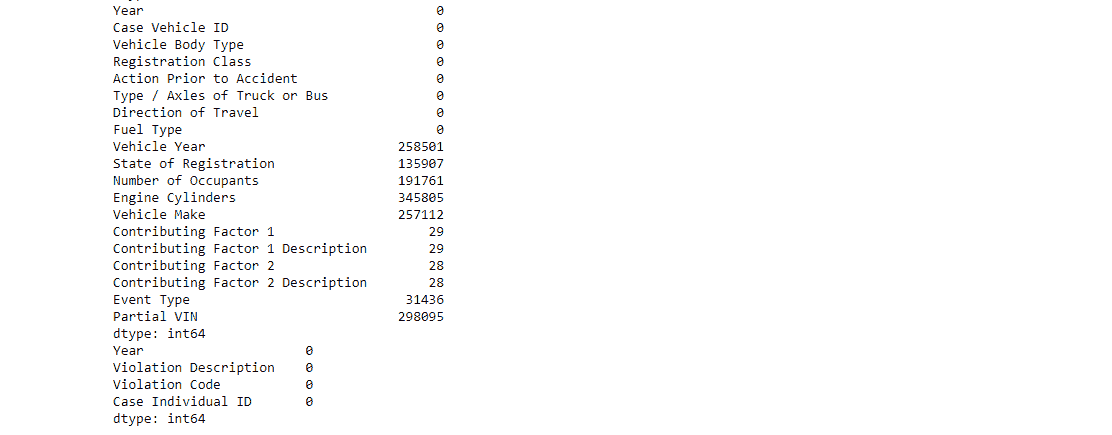 Year 0
Case Vehicle ID 0
Vehicle Body Type 0
Registration Class 0
Action Prior to Accident 0
Type / Axles of Truck or Bus 0
Direction of Travel 0
Fuel Type 0
Vehicle Year 258501
State of Registration 135907
Number of Occupants 191761
Engine Cylinders 345805
Vehicle Make 257112
Contributing Factor 1 29
Contributing Factor 1 Description 29
Contributing Factor 2 28
Contributing Factor 2 Description 28
Event Type 31436
Partial VIN 298095
dtype: int64
Year 0
Violation Description 0
Violation Code 0
Case Individual ID 0
dtype: int64